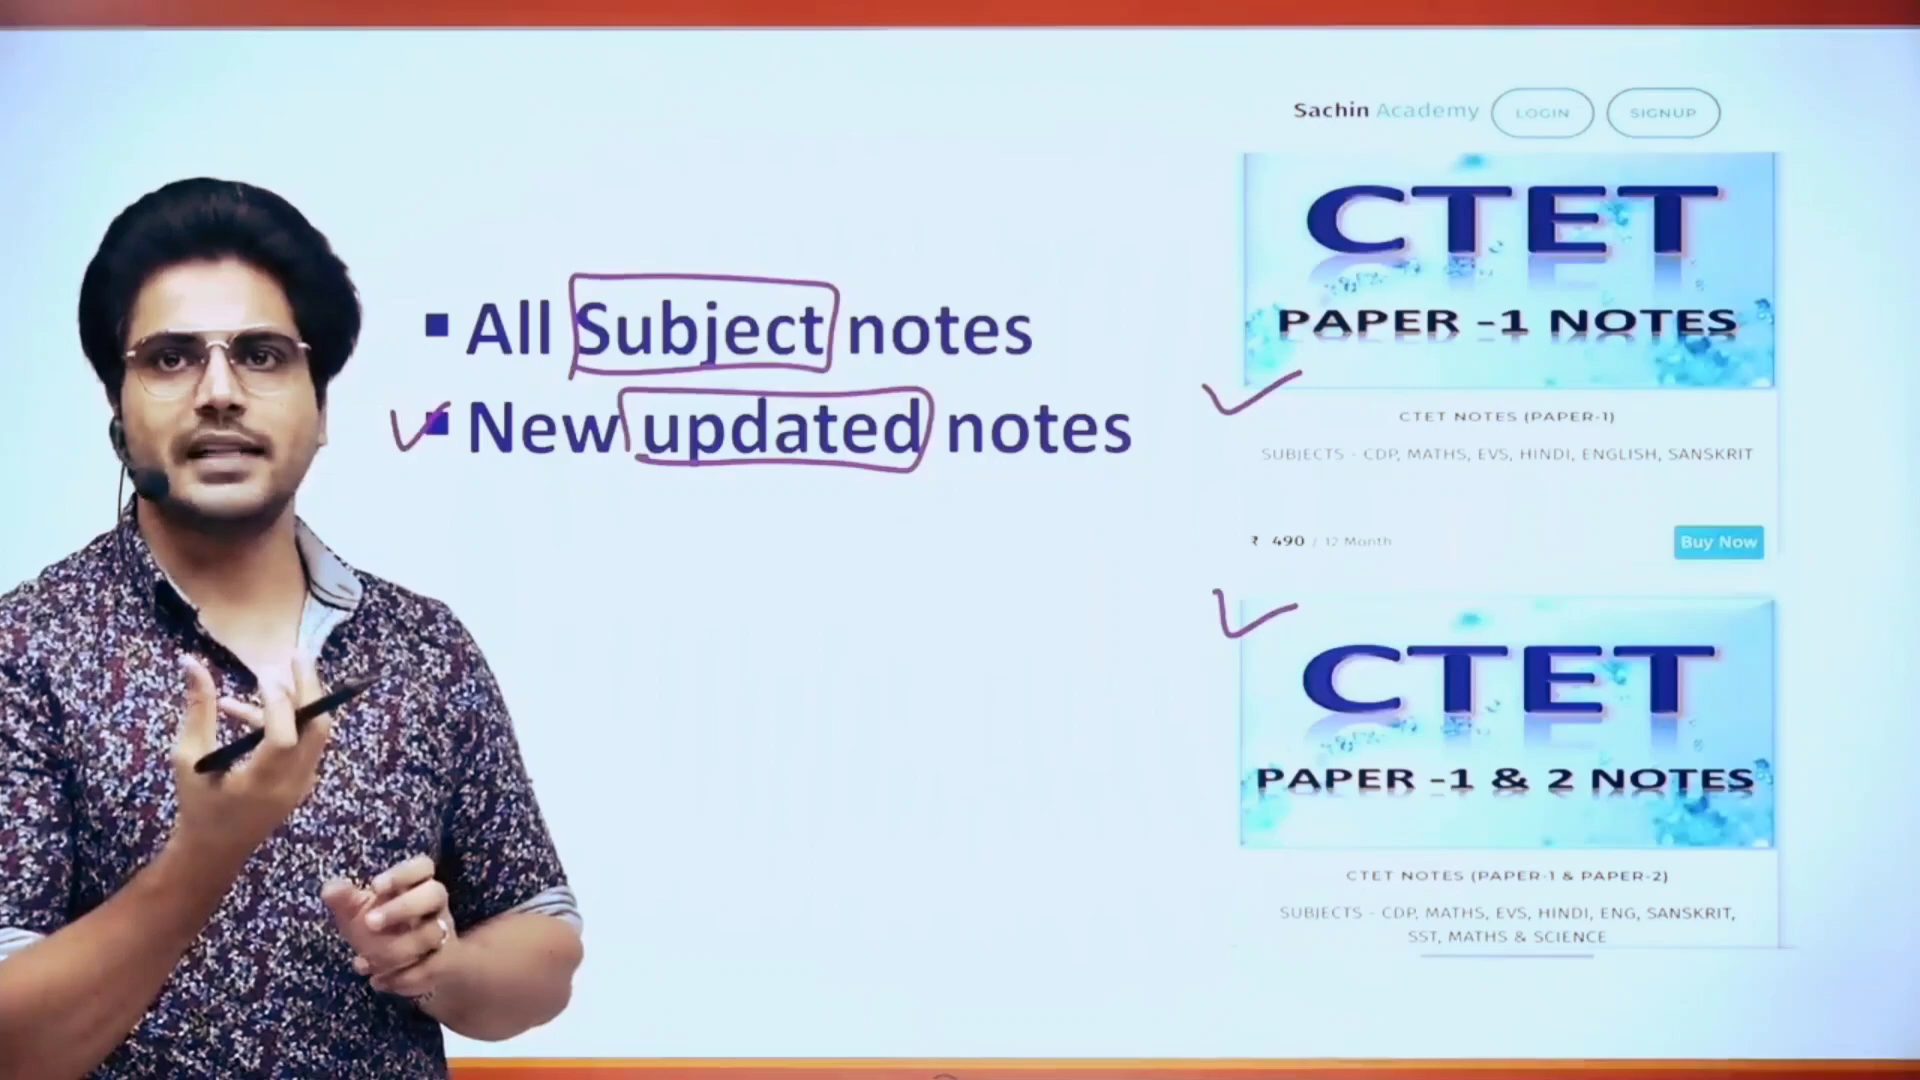 Sachin Academy LOGIN SIGNUP
▪ All Subject notes
▪ New updated notes
CTET
PAPER -1 NOTES
CTET NOTES (PAPER-1)
SUBJECTS - CDP, MATHS, EVS, HINDI, ENGLISH, SANSKRIT
₹ 490 / 12 Month
Buy Now
CTET
PAPER -1 & 2 NOTES
CTET NOTES (PAPER-1 & PAPER-2)
SUBJECTS - CDP, MATHS, EVS, HINDI, ENG, SANSKRIT,
SST, MATHS & SCIENCE